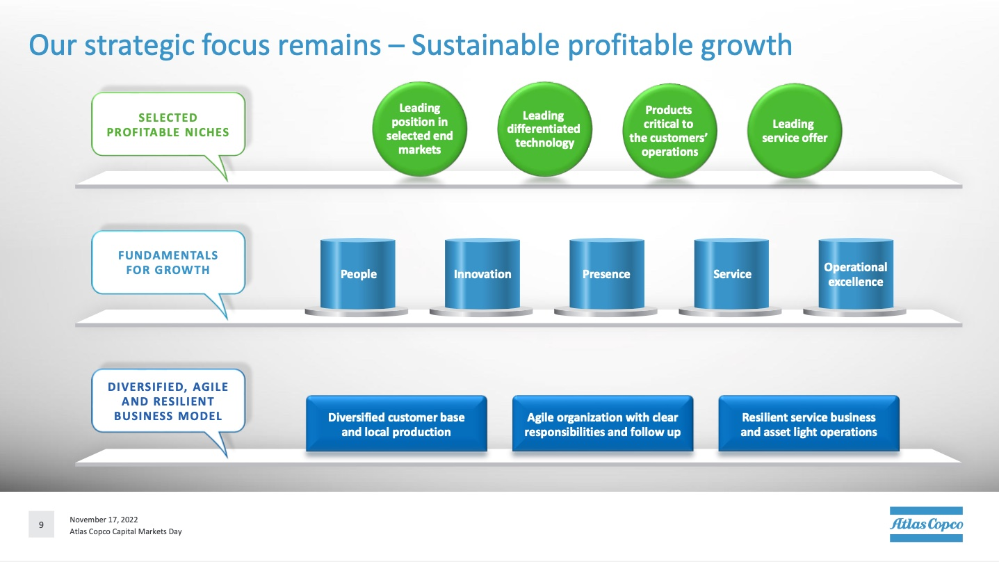 Our strategic focus remains – Sustainable profitable growth
SELECTED
PROFITABLE NICHES
Leading
position in
selected end
markets
Leading
differentiated
technology
Products
critical to
the customers’
operations
Leading
service offer
FUNDAMENTALS
FOR GROWTH
People
Innovation
Presence
Service
Operational
excellence
DIVERSIFIED, AGILE
AND RESILIENT
BUSINESS MODEL
Diversified customer base
and local production
Agile organization with clear
responsibilities and follow up
Resilient service business
and asset light operations
9
November 17, 2022
Atlas Copco Capital Markets Day
Atlas Copco